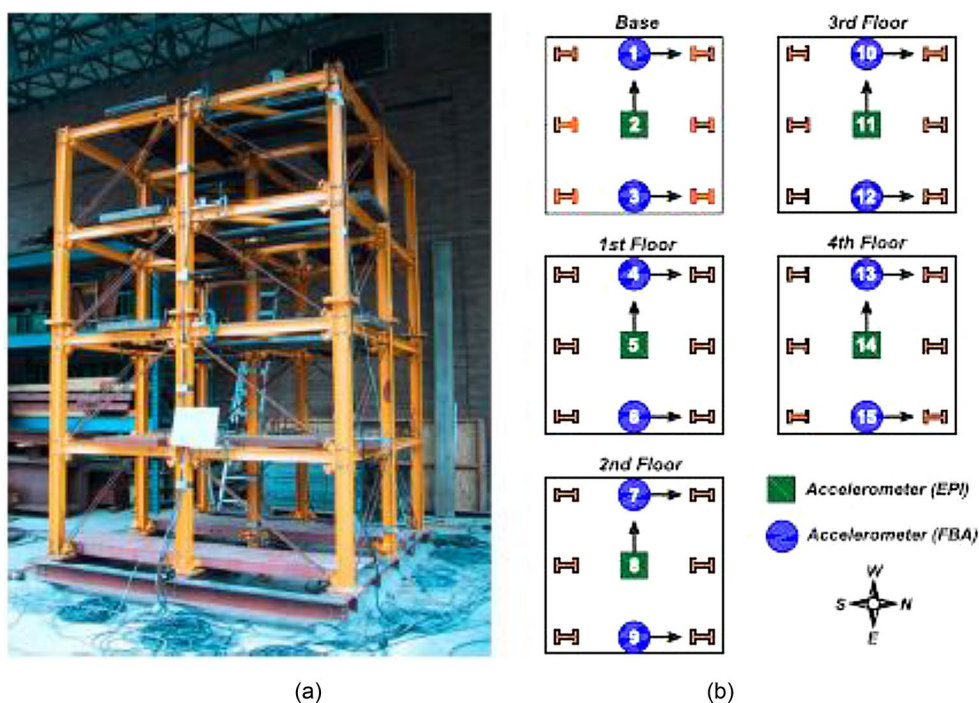 Base
1
2
3
1st Floor
4
5
6
2nd Floor
7
8
9
3rd Floor
10
11
12
4th Floor
13
14
15
Accelerometer (EPI)
Accelerometer (FBA)
W
S N
E
(a) (b)